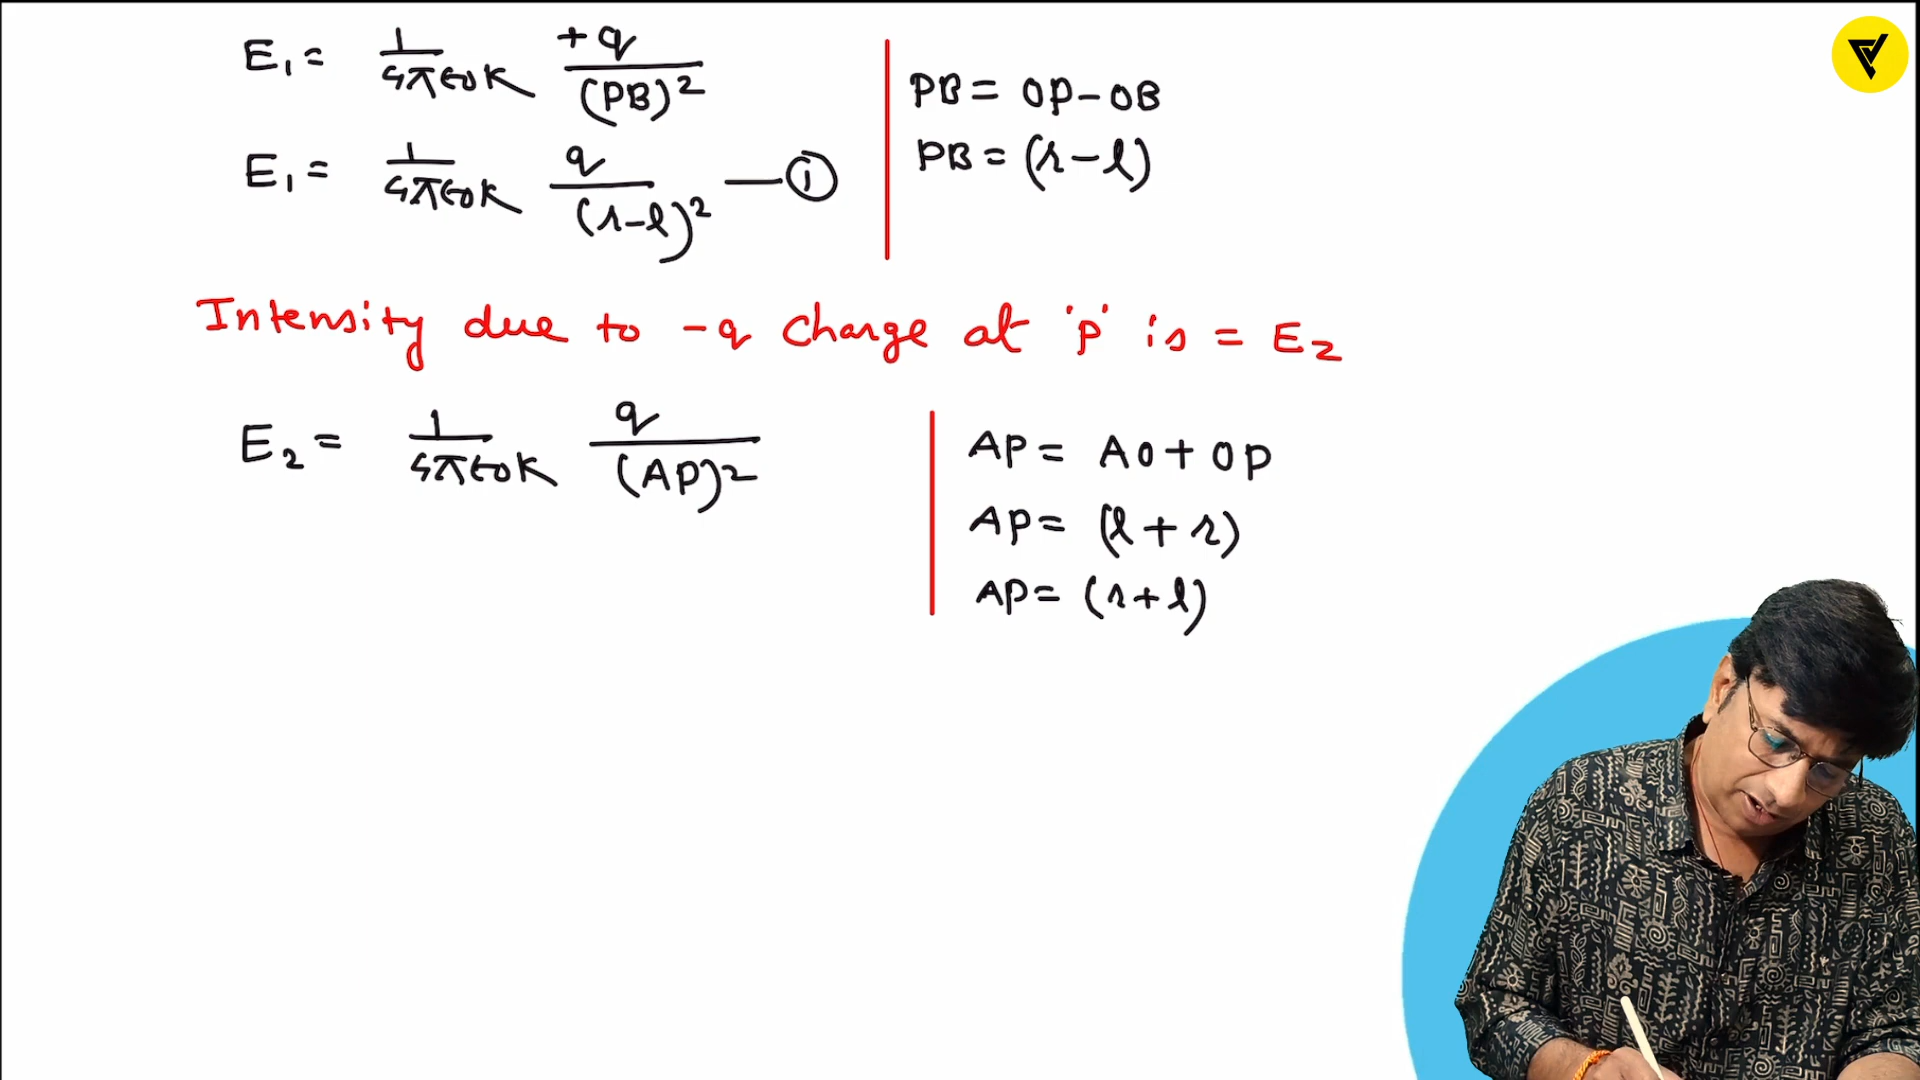 E₁ = 1/4πϵ0K +q/(PB)²
PB = OP-OB
E₁ = 1/4πϵ0K q/(r-l)² — ①
PB = (r-l)
Intensity due to -q charge at 'P' is = E₂
E₂ = 1/4πϵ0K q/(AP)²
AP = AO + OP
AP = (l + r)
AP = (r+l)